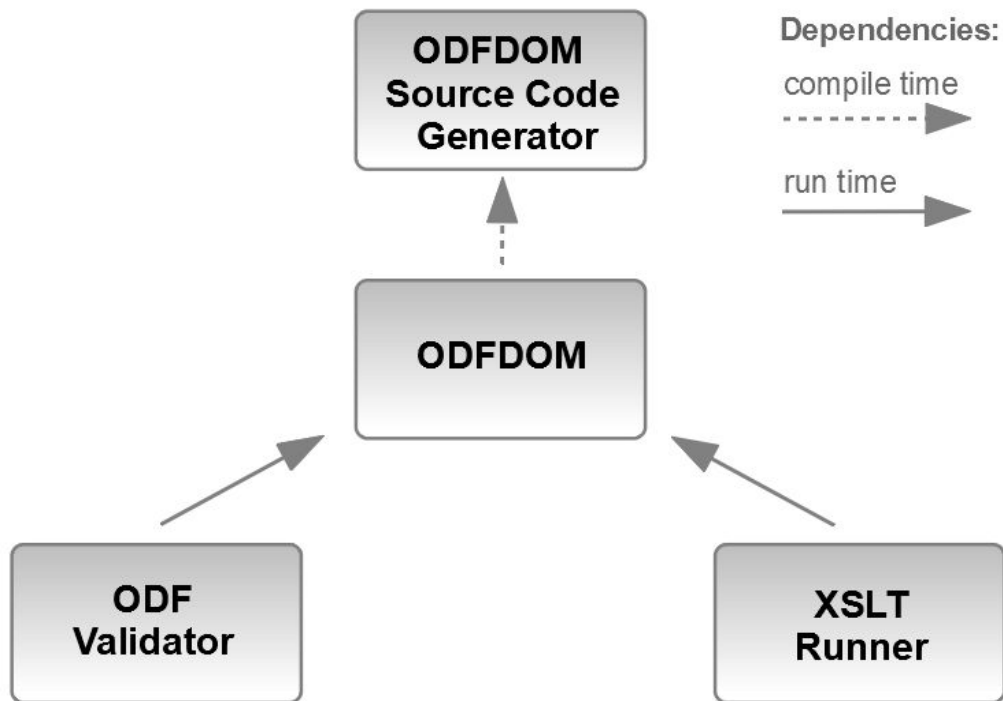 ODFDOM
Source Code
Generator
Dependencies:
compile time
run time
ODFDOM
ODF
Validator
XSLT
Runner